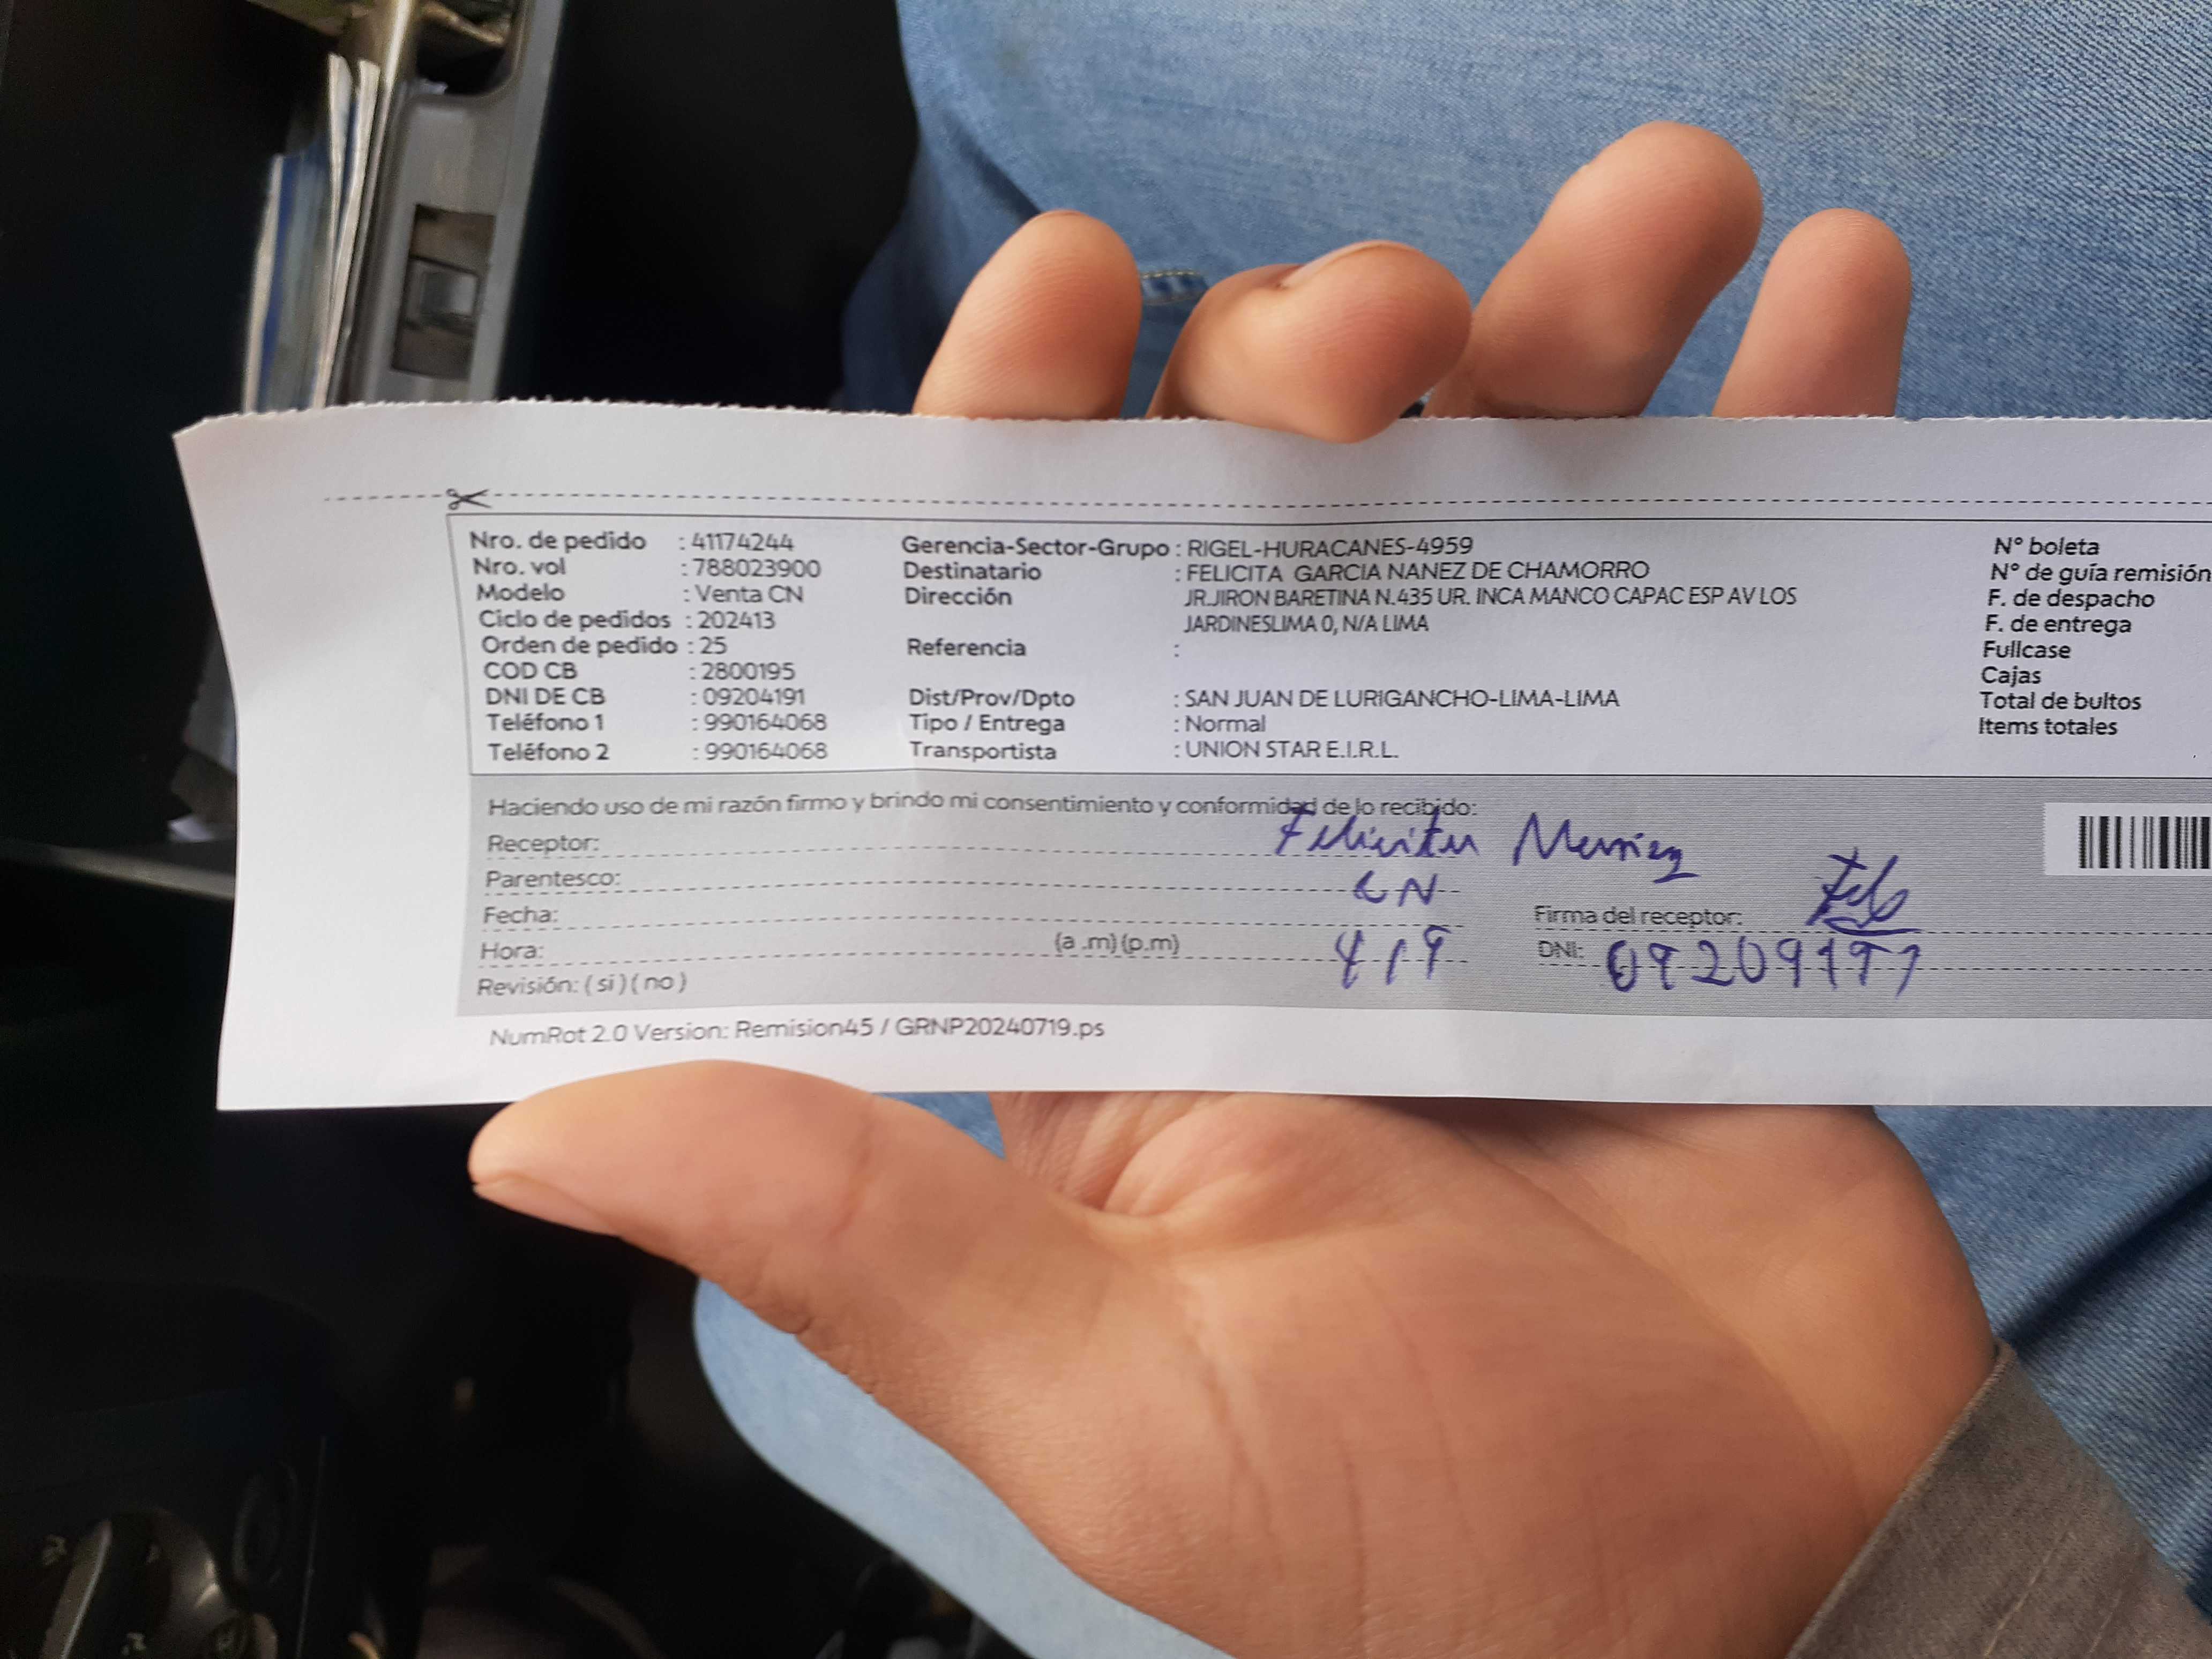 Nro. de pedido : 41174244 Gerencia-Sector-Grupo : RIGEL-HURACANES-4959 N° boleta
Nro. vol : 788023900 Destinatario : FELICITA GARCIA NANEZ DE CHAMORRO N° de guía remisión
Modelo : Venta CN Dirección JR.JIRON BARETINA N.435 UR. INCA MANCO CAPAC ESP AV LOS F. de despacho
Ciclo de pedidos : 202413 JARDINESLIMA 0, N/A LIMA F. de entrega
Orden de pedido : 25 Referencia : Fullcase
COD CB : 2800195 Cajas
DNI DE CB : 09204191 Dist/Prov/Dpto : SAN JUAN DE LURIGANCHO-LIMA-LIMA Total de bultos
Teléfono 1 : 990164068 Tipo / Entrega : Normal Items totales
Teléfono 2 : 990164068 Transportista : UNION STAR E.I.R.L.
Haciendo uso de mi razón firmo y brindo mi consentimiento y conformidad de lo recibido:
Receptor:
Parentesco:
Fecha: Firma del receptor:
Hora: (a .m) (p.m) DNI:
Revisión: ( si ) ( no )
NumRot 2.0 Version: Remision45 / GRNP20240719.ps